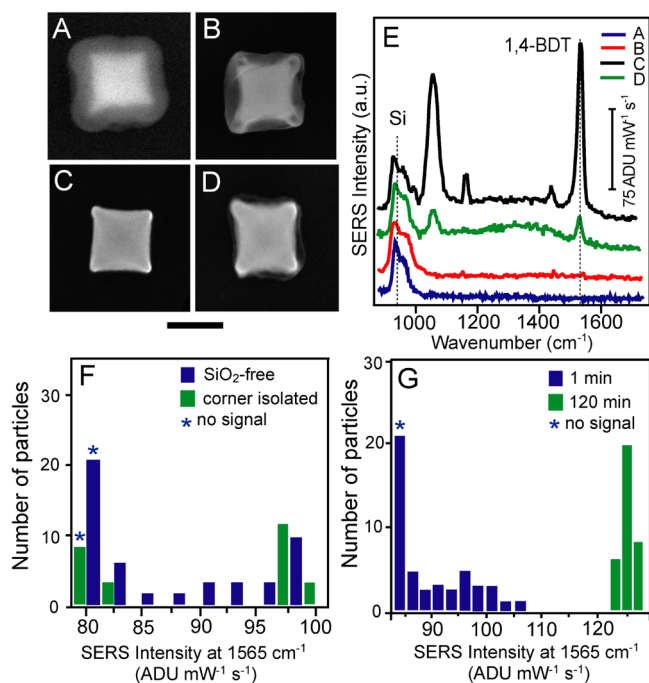 A
B
C
D
E
1,4-BDT
A
B
C
D
Si
75 ADU mW-1 s-1
SERS Intensity (a.u.)
1000 1200 1400 1600
Wavenumber (cm-1)
F
SiO2-free
corner isolated
* no signal
*
*
Number of particles
30
20
10
0
80 85 90 95 100
SERS Intensity at 1565 cm-1
(ADU mW-1 s-1)
G
1 min
120 min
* no signal
*
Number of particles
30
20
10
0
90 100 110 120
SERS Intensity at 1565 cm-1
(ADU mW-1 s-1)